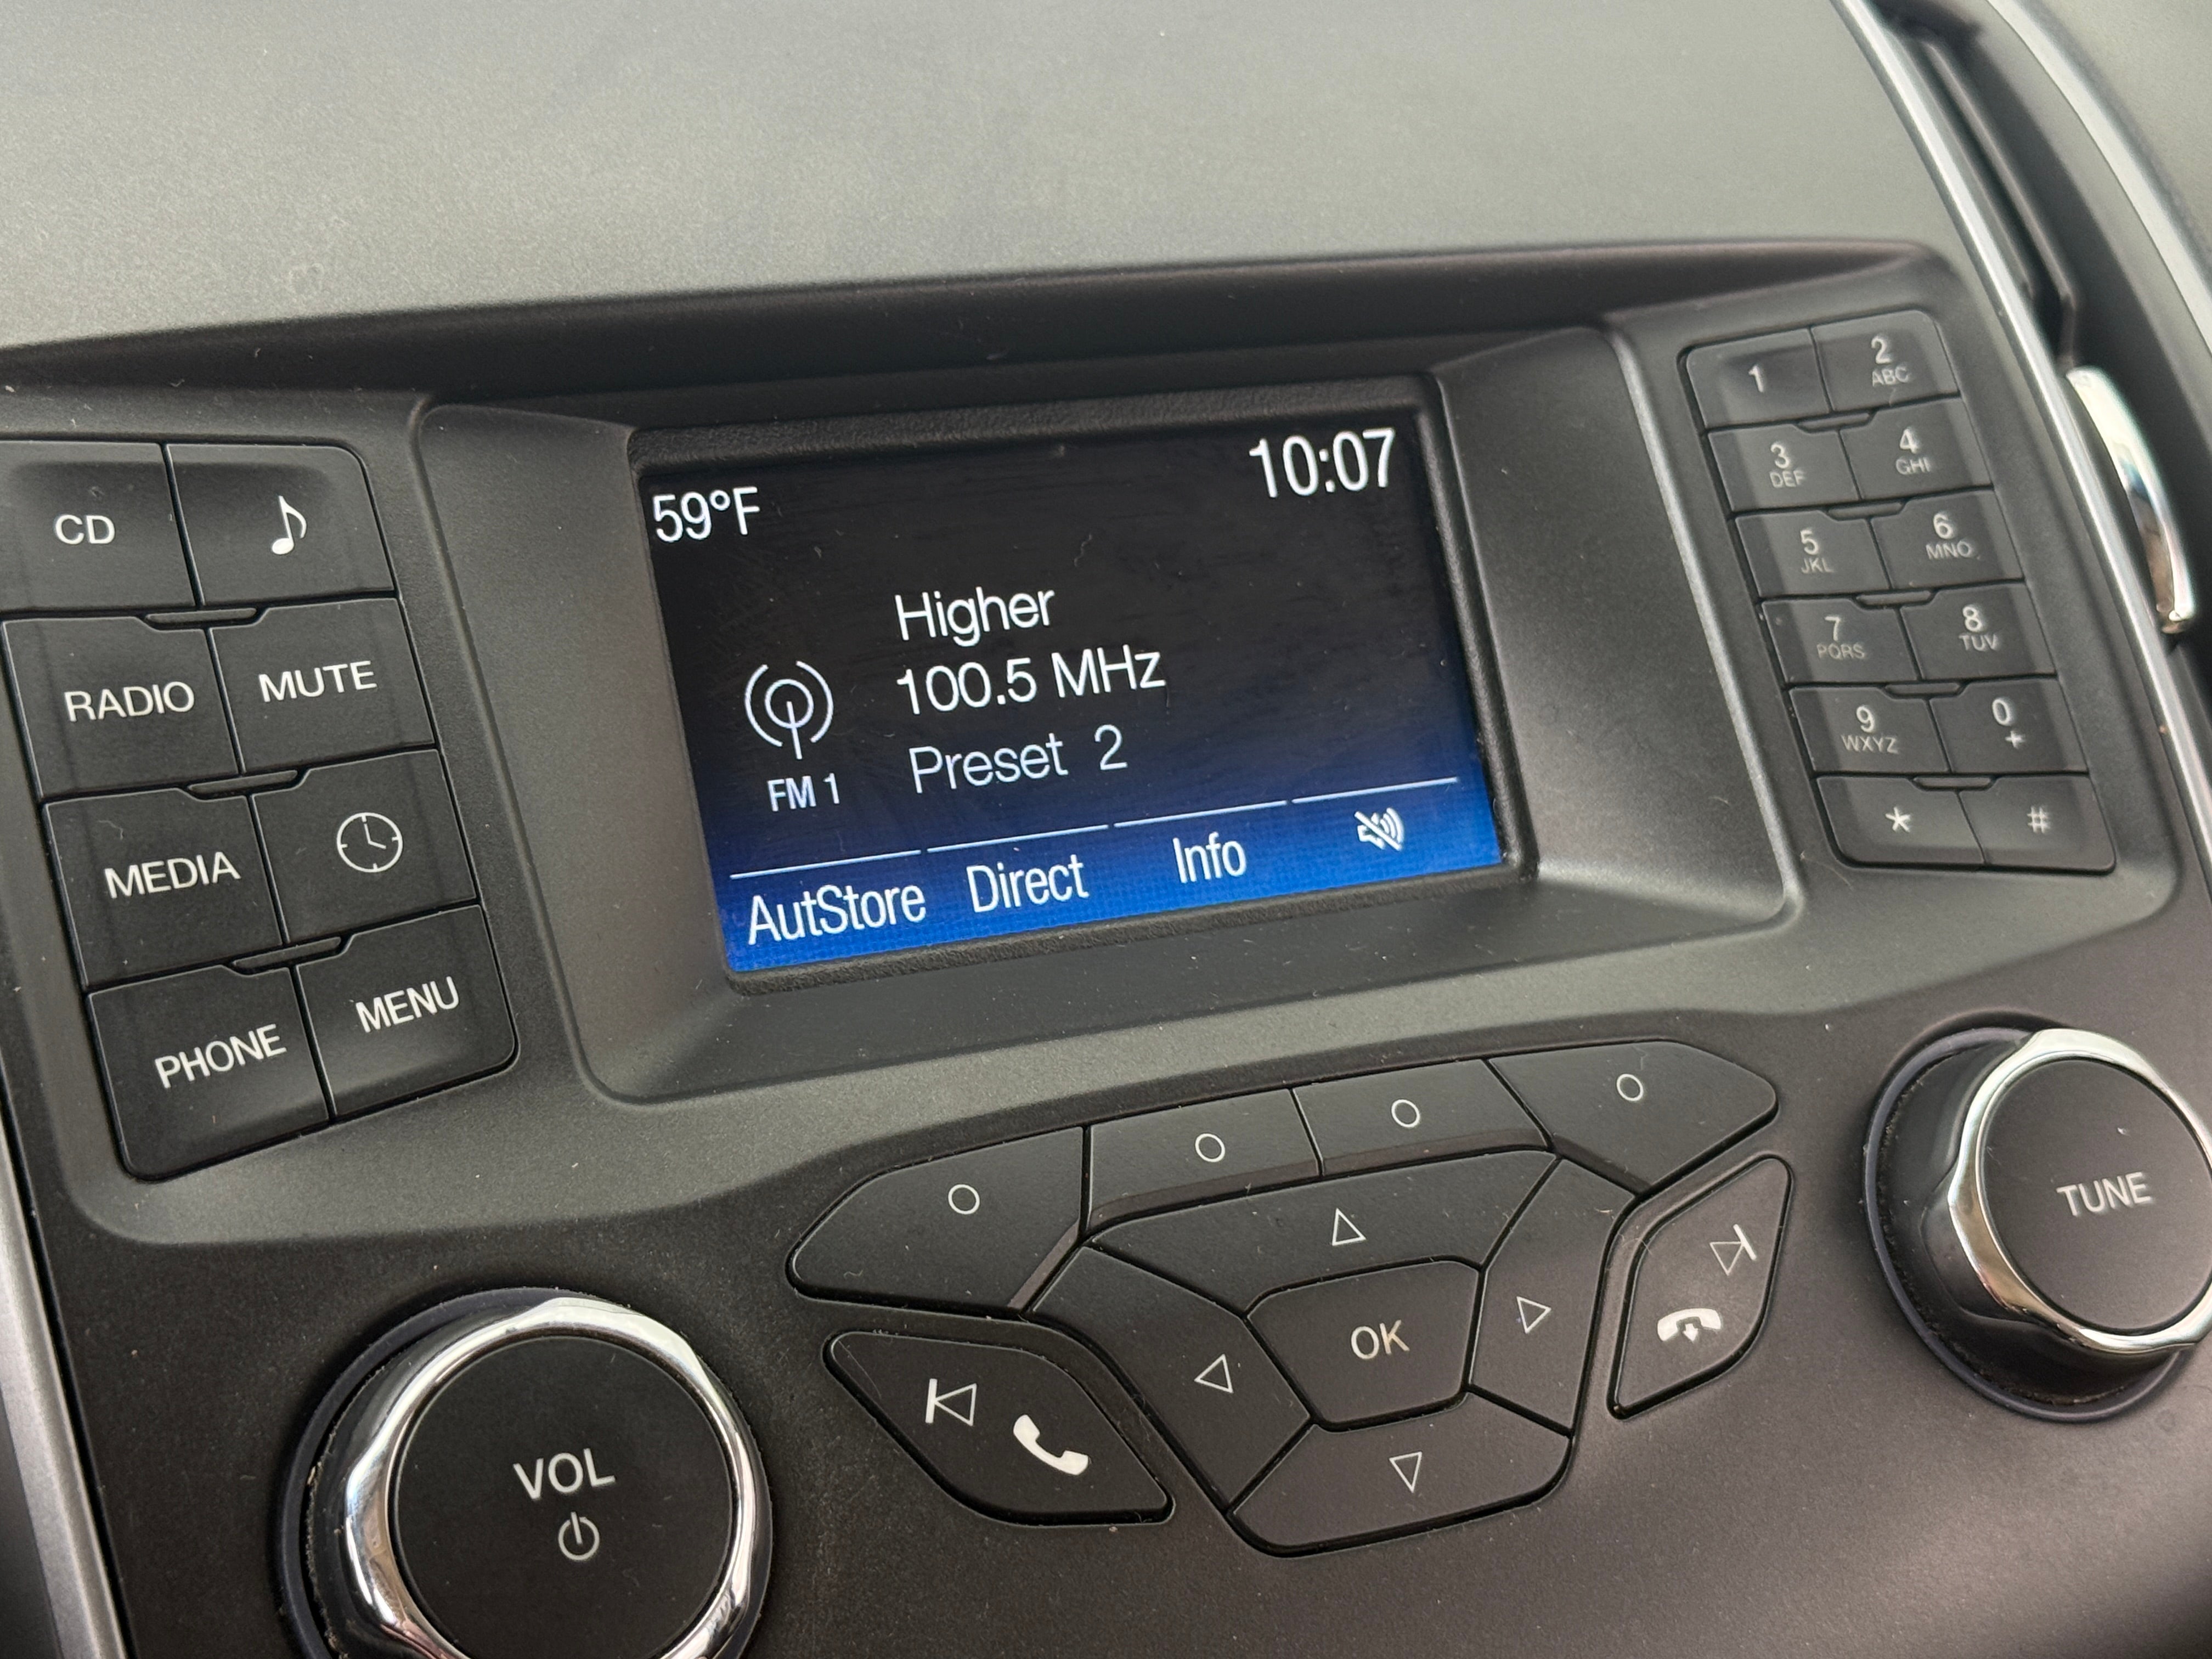 59°F
10:07
Higher
100.5 MHz
FM 1
Preset 2
AutStore
Direct
Info
CD
RADIO
MUTE
MEDIA
PHONE
MENU
1
2
ABC
3
DEF
4
GHI
5
JKL
6
MNO
7
PQRS
8
TUV
9
WXYZ
0
+
*
#
OK
VOL
TUNE